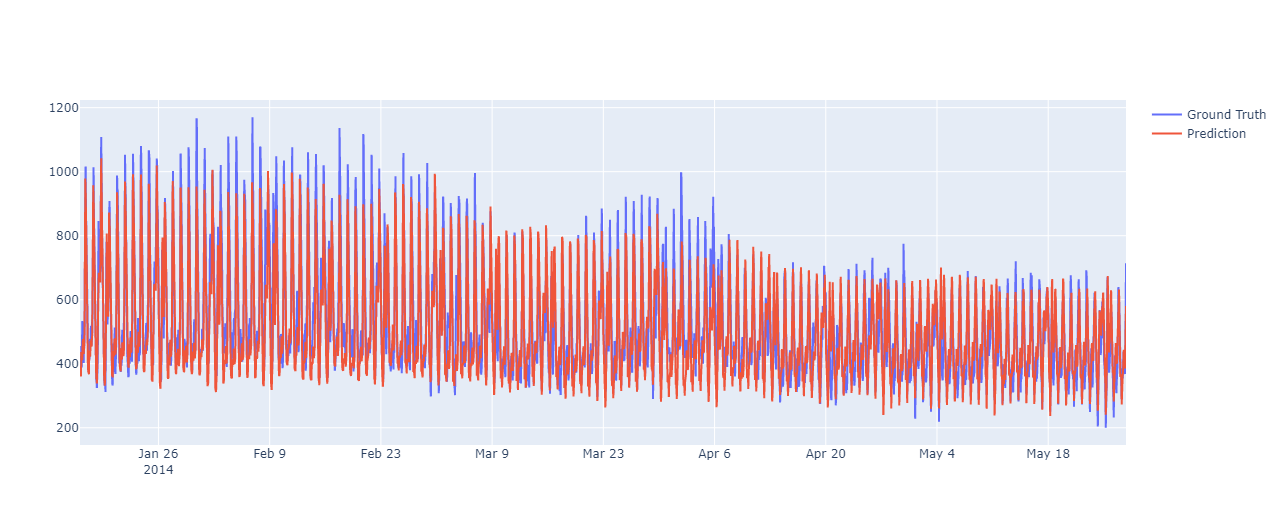 1200
1000
800
600
400
200
Jan 26
2014
Feb 9
Feb 23
Mar 9
Mar 23
Apr 6
Apr 20
May 4
May 18
Ground Truth
Prediction